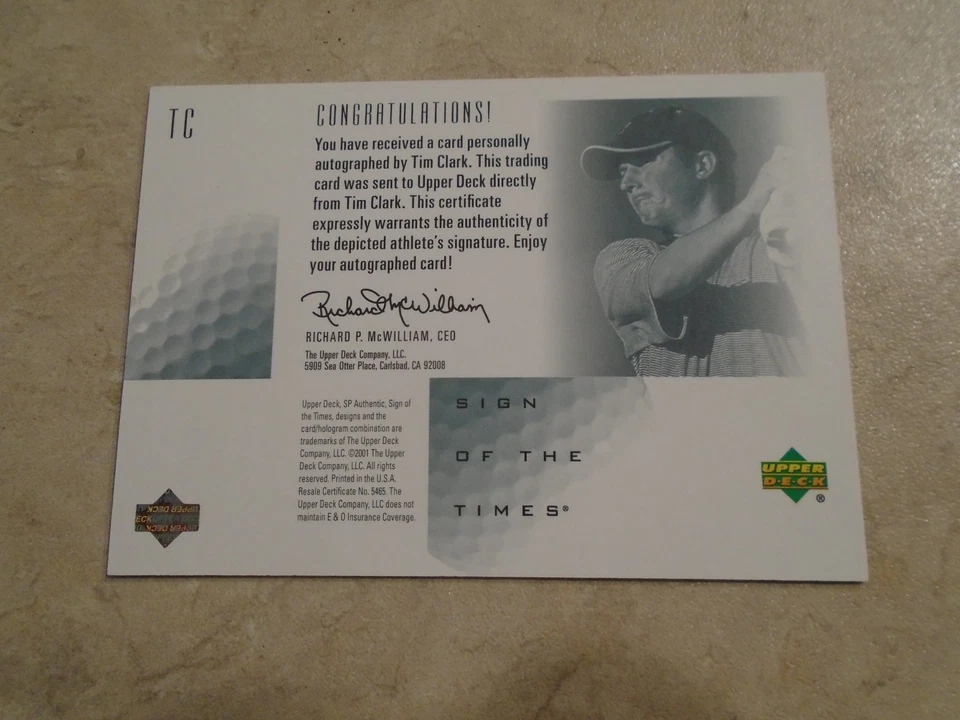 TC
CONGRATULATIONS!
You have received a card personally
autographed by Tim Clark. This trading
card was sent to Upper Deck directly
from Tim Clark. This certificate
expressly warrants the authenticity of
the depicted athlete's signature. Enjoy
your autographed card!
Richard McWilliam
RICHARD P. McWILLIAM, CEO
The Upper Deck Company, LLC.
5909 Sea Otter Place, Carlsbad, CA 92008
Upper Deck, SP Authentic, Sign of
the Times, designs and the
card/hologram combination are
trademarks of The Upper Deck
Company, LLC. ©2001 The Upper
Deck Company, LLC. All rights
reserved. Printed in the U.S.A.
Resale Certificate No. 5465. The
Upper Deck Company, LLC does not
maintain E & O Insurance Coverage.
SIGN
OF THE
TIMES®
UPPER
D·E·C·K
®
UPPER DECK